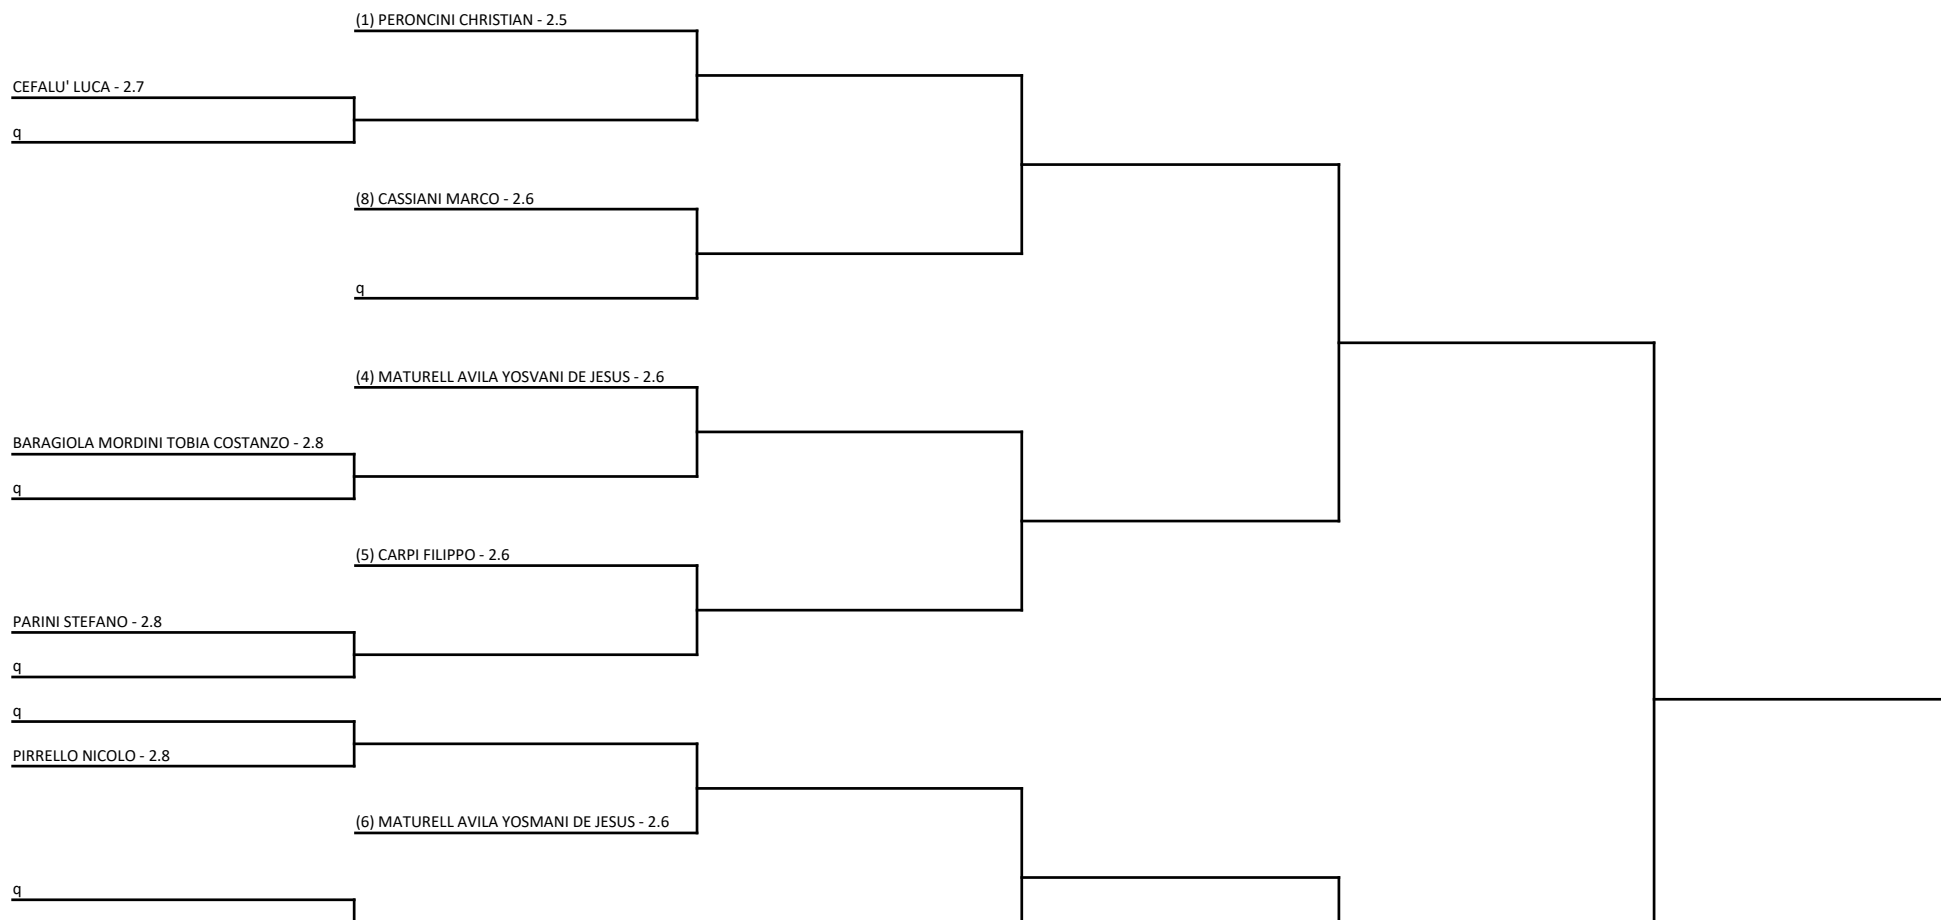 (1) PERONCINI CHRISTIAN - 2.5
CEFALU' LUCA - 2.7
q
(8) CASSIANI MARCO - 2.6
q
(4) MATURELL AVILA YOSVANI DE JESUS - 2.6
BARAGIOLA MORDINI TOBIA COSTANZO - 2.8
q
(5) CARPI FILIPPO - 2.6
PARINI STEFANO - 2.8
q
q
PIRRELLO NICOLO - 2.8
(6) MATURELL AVILA YOSMANI DE JESUS - 2.6
q